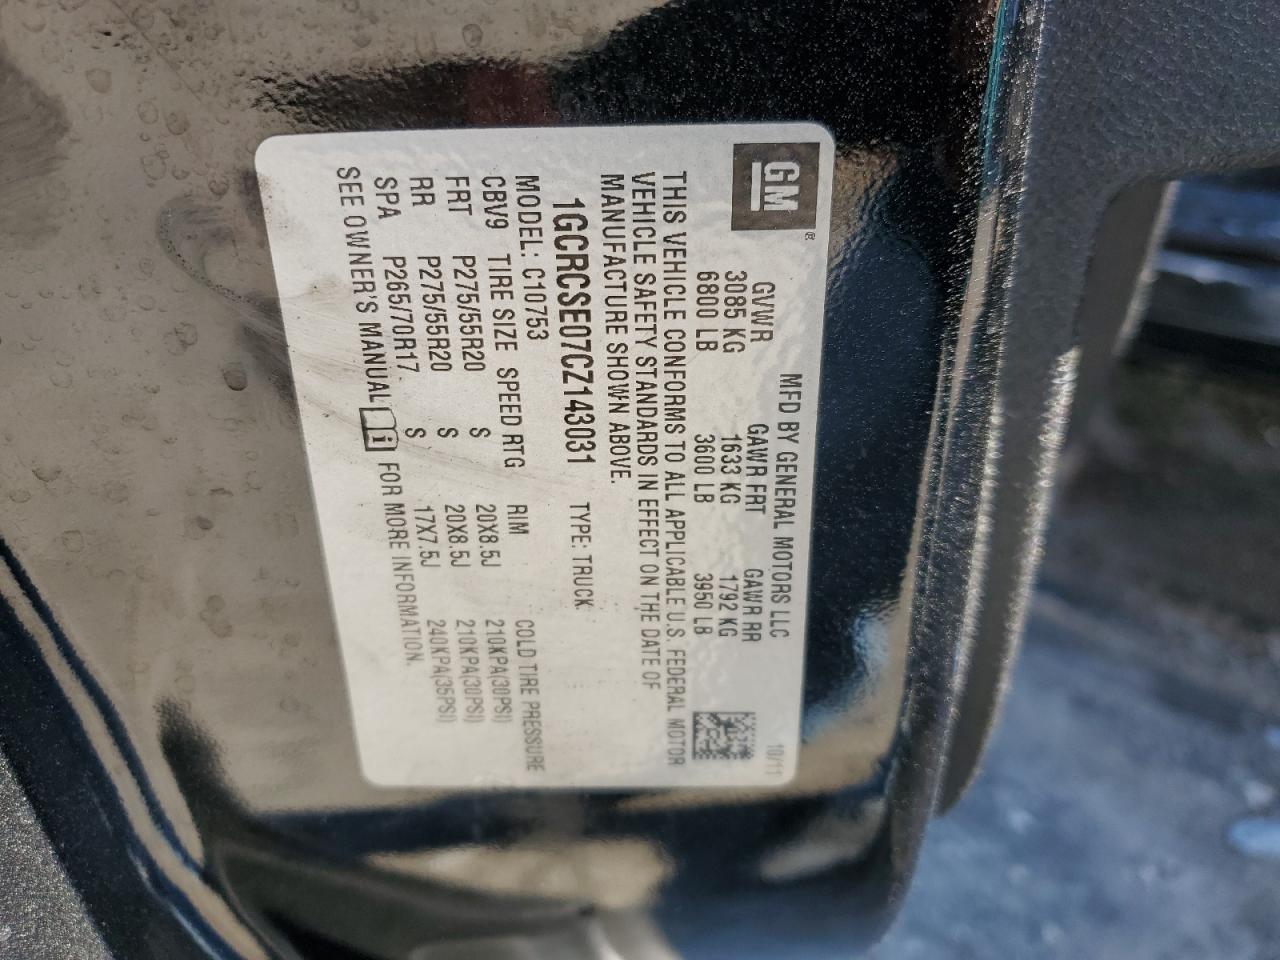 GM®
MFD BY GENERAL MOTORS LLC 10/11
GVWR GAWR FRT GAWR RR
3085 KG 1633 KG 1792 KG
6800 LB 3600 LB 3950 LB
THIS VEHICLE CONFORMS TO ALL APPLICABLE U.S. FEDERAL MOTOR
VEHICLE SAFETY STANDARDS IN EFFECT ON THE DATE OF
MANUFACTURE SHOWN ABOVE.
1GCRCSE07CZ143031 TYPE: TRUCK
MODEL: C10753
CBV9 TIRE SIZE SPEED RTG RIM COLD TIRE PRESSURE
FRT P275/55R20 S 20X8.5J 210KPA(30PSI)
RR P275/55R20 S 20X8.5J 210KPA(30PSI)
SPA P265/70R17 S 17X7.5J 240KPA(35PSI)
SEE OWNER'S MANUAL i FOR MORE INFORMATION.